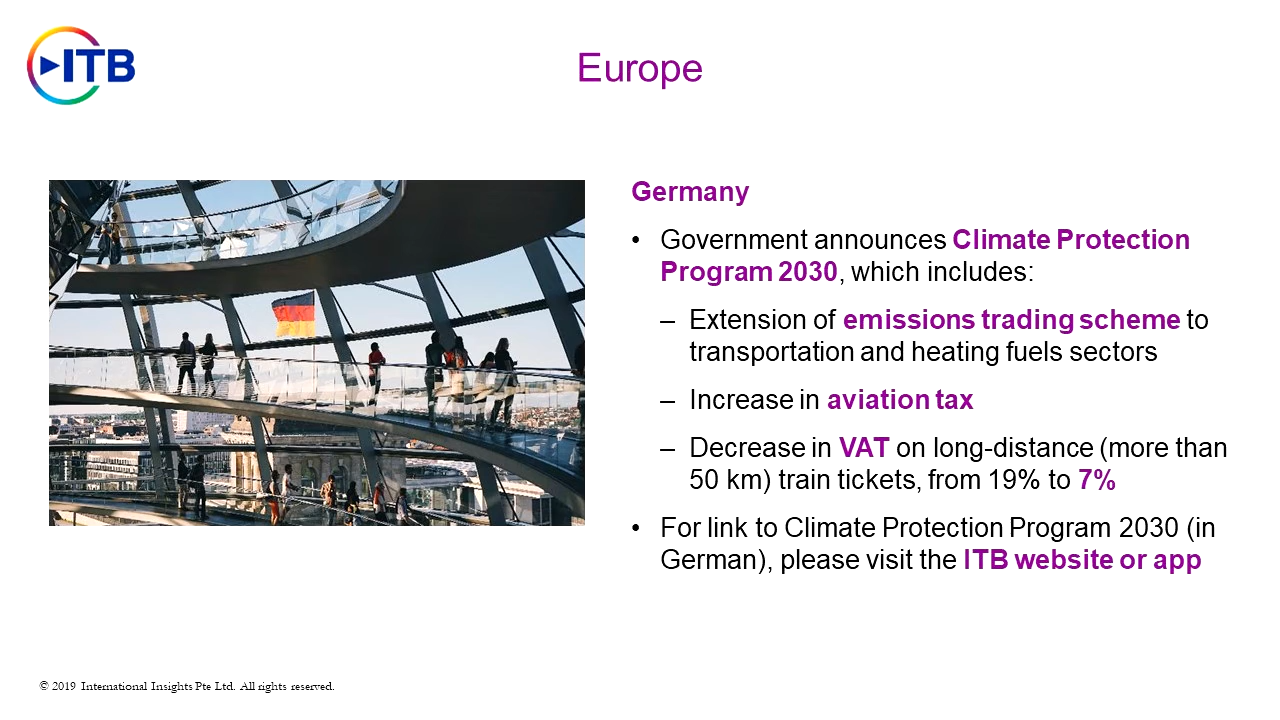 ITB
Europe
Germany
• Government announces Climate Protection
Program 2030, which includes:
– Extension of emissions trading scheme to
transportation and heating fuels sectors
– Increase in aviation tax
– Decrease in VAT on long-distance (more than
50 km) train tickets, from 19% to 7%
• For link to Climate Protection Program 2030 (in
German), please visit the ITB website or app
© 2019 International Insights Pte Ltd. All rights reserved.